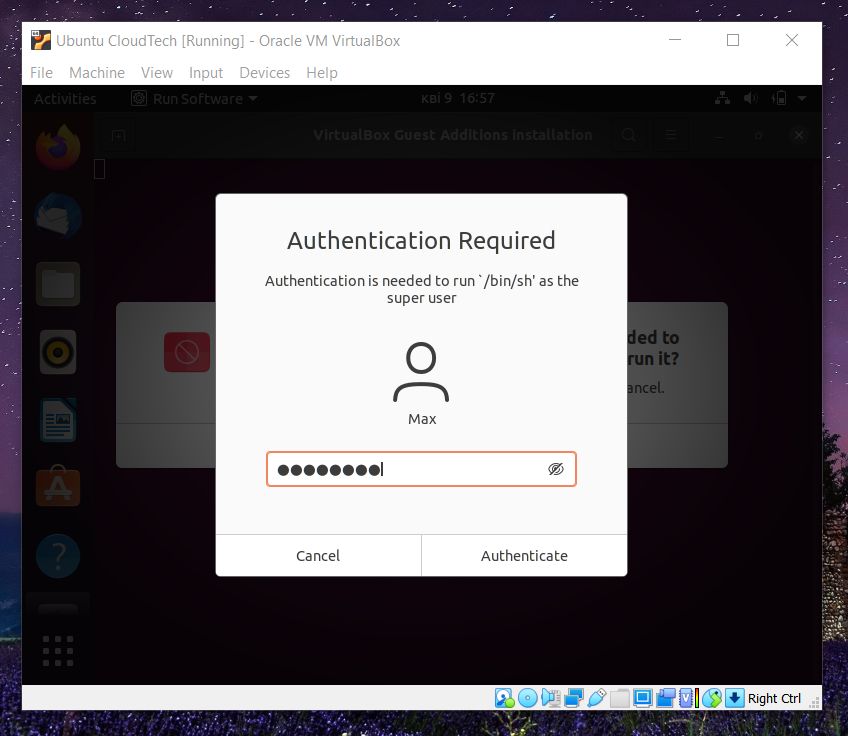 Ubuntu CloudTech [Running] - Oracle VM VirtualBox
File Machine View Input Devices Help
Activities Run Software кві 9 16:57
VirtualBox Guest Additions installation
Authentication Required
Authentication is needed to run `/bin/sh' as the
super user
ded to
run it?
ancel.
Max
Cancel Authenticate
Right Ctrl